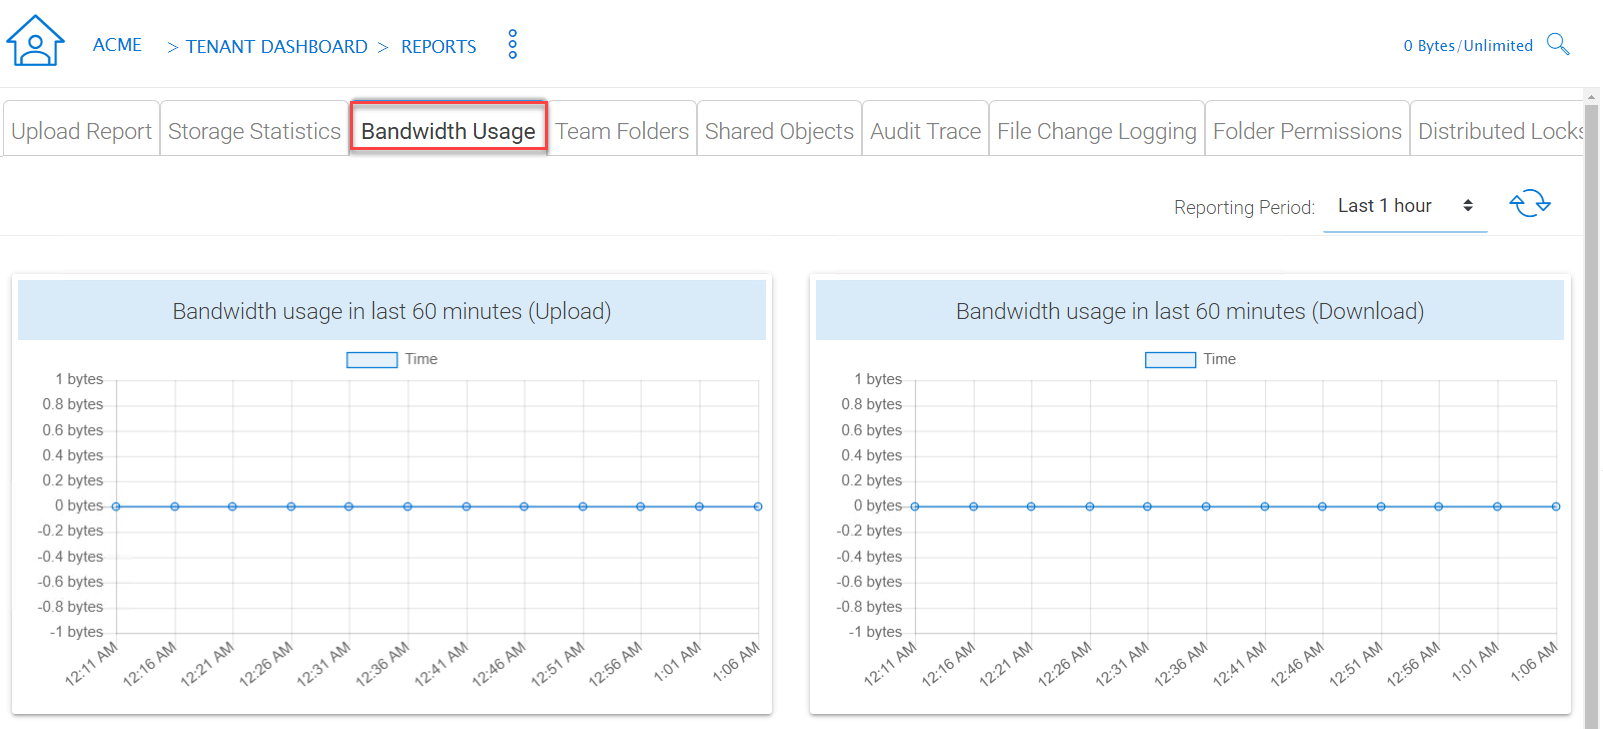 ACME > TENANT DASHBOARD > REPORTS
0 Bytes/Unlimited
Upload Report Storage Statistics Bandwidth Usage Team Folders Shared Objects Audit Trace File Change Logging Folder Permissions Distributed Locks
Reporting Period: Last 1 hour
Bandwidth usage in last 60 minutes (Upload)
Time
1 bytes
0.8 bytes
0.6 bytes
0.4 bytes
0.2 bytes
0 bytes
-0.2 bytes
-0.4 bytes
-0.6 bytes
-0.8 bytes
-1 bytes
12:11 AM 12:16 AM 12:21 AM 12:26 AM 12:31 AM 12:36 AM 12:41 AM 12:46 AM 12:51 AM 12:56 AM 1:01 AM 1:06 AM
Bandwidth usage in last 60 minutes (Download)
Time
1 bytes
0.8 bytes
0.6 bytes
0.4 bytes
0.2 bytes
0 bytes
-0.2 bytes
-0.4 bytes
-0.6 bytes
-0.8 bytes
-1 bytes
12:11 AM 12:16 AM 12:21 AM 12:26 AM 12:31 AM 12:36 AM 12:41 AM 12:46 AM 12:51 AM 12:56 AM 1:01 AM 1:06 AM